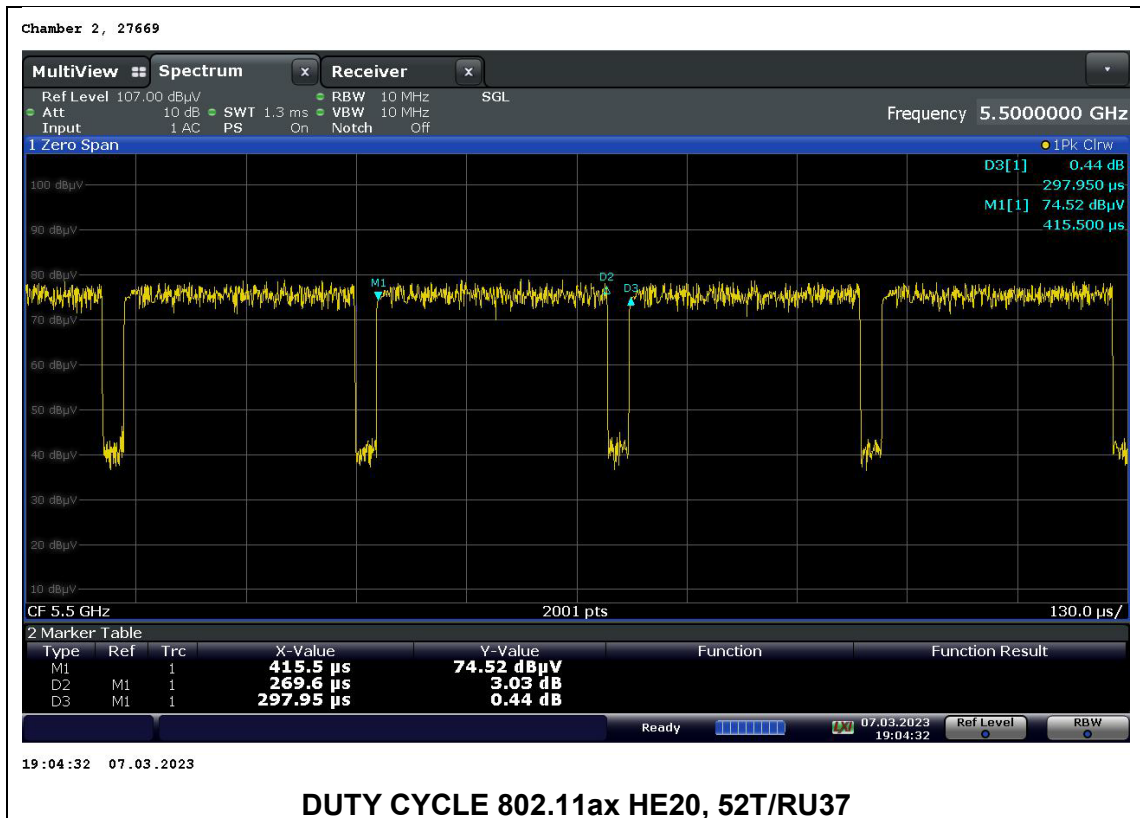 Chamber 2, 27669
MultiView Spectrum x Receiver x
Ref Level 107.00 dBµV RBW 10 MHz SGL
Att 10 dB SWT 1.3 ms VBW 10 MHz
Input 1 AC PS On Notch Off
Frequency 5.5000000 GHz
1 Zero Span 1Pk Clrw
D3[1] 0.44 dB
297.950 µs
M1[1] 74.52 dBµV
415.500 µs
100 dBµV
90 dBµV
80 dBµV
M1
D2
D3
70 dBµV
60 dBµV
50 dBµV
40 dBµV
30 dBµV
20 dBµV
10 dBµV
CF 5.5 GHz 2001 pts 130.0 µs/
2 Marker Table
Type Ref Trc X-Value Y-Value Function Function Result
M1 1 415.5 µs 74.52 dBµV
D2 M1 1 269.6 µs 3.03 dB
D3 M1 1 297.95 µs 0.44 dB
Ready 07.03.2023 19:04:32 Ref Level RBW
19:04:32 07.03.2023
DUTY CYCLE 802.11ax HE20, 52T/RU37